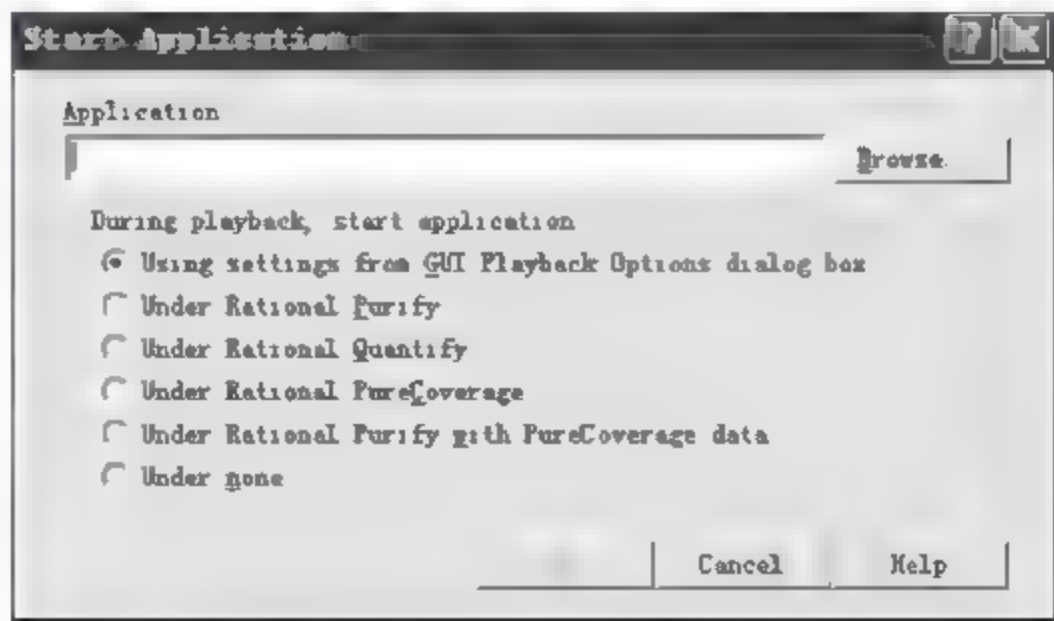 Start Application
Application
Browse
During playback, start application
Using settings from GUI Playback Options dialog box
Under Rational Purify
Under Rational Quantify
Under Rational PureCoverage
Under Rational Purify with PureCoverage data
Under none
Cancel Help